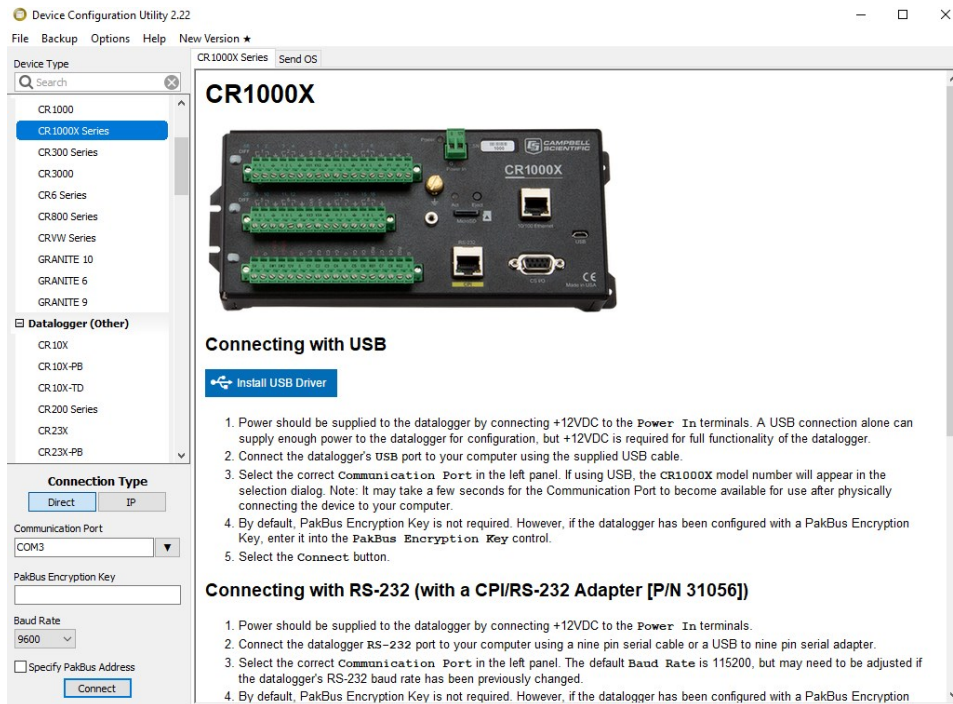 Device Configuration Utility 2.22
File Backup Options Help New Version ★
Device Type
Search
CR1000
CR1000X Series
CR300 Series
CR3000
CR6 Series
CR800 Series
CRVW Series
GRANITE 10
GRANITE 6
GRANITE 9
Datalogger (Other)
CR10X
CR10X-PB
CR10X-TD
CR200 Series
CR23X
CR23X-PB
Connection Type
Direct IP
Communication Port
COM3
PakBus Encryption Key
Baud Rate
9600
Specify PakBus Address
Connect
CR1000X Series Send OS
CR1000X
CAMPBELL
SCIENTIFIC
CR1000X
Power In
10/100 Ethernet
USB
RS-232
CPI
CS I/O
CE
Made in USA
Connecting with USB
Install USB Driver
1. Power should be supplied to the datalogger by connecting +12VDC to the Power In terminals. A USB connection alone can
supply enough power to the datalogger for configuration, but +12VDC is required for full functionality of the datalogger.
2. Connect the datalogger's USB port to your computer using the supplied USB cable.
3. Select the correct Communication Port in the left panel. If using USB, the CR1000X model number will appear in the
selection dialog. Note: It may take a few seconds for the Communication Port to become available for use after physically
connecting the device to your computer.
4. By default, PakBus Encryption Key is not required. However, if the datalogger has been configured with a PakBus Encryption
Key, enter it into the PakBus Encryption Key control.
5. Select the Connect button.
Connecting with RS-232 (with a CPI/RS-232 Adapter [P/N 31056])
1. Power should be supplied to the datalogger by connecting +12VDC to the Power In terminals.
2. Connect the datalogger RS-232 port to your computer using a nine pin serial cable or a USB to nine pin serial adapter.
3. Select the correct Communication Port in the left panel. The default Baud Rate is 115200, but may need to be adjusted if
the datalogger's RS-232 baud rate has been previously changed.
4. By default, PakBus Encryption Key is not required. However, if the datalogger has been configured with a PakBus Encryption